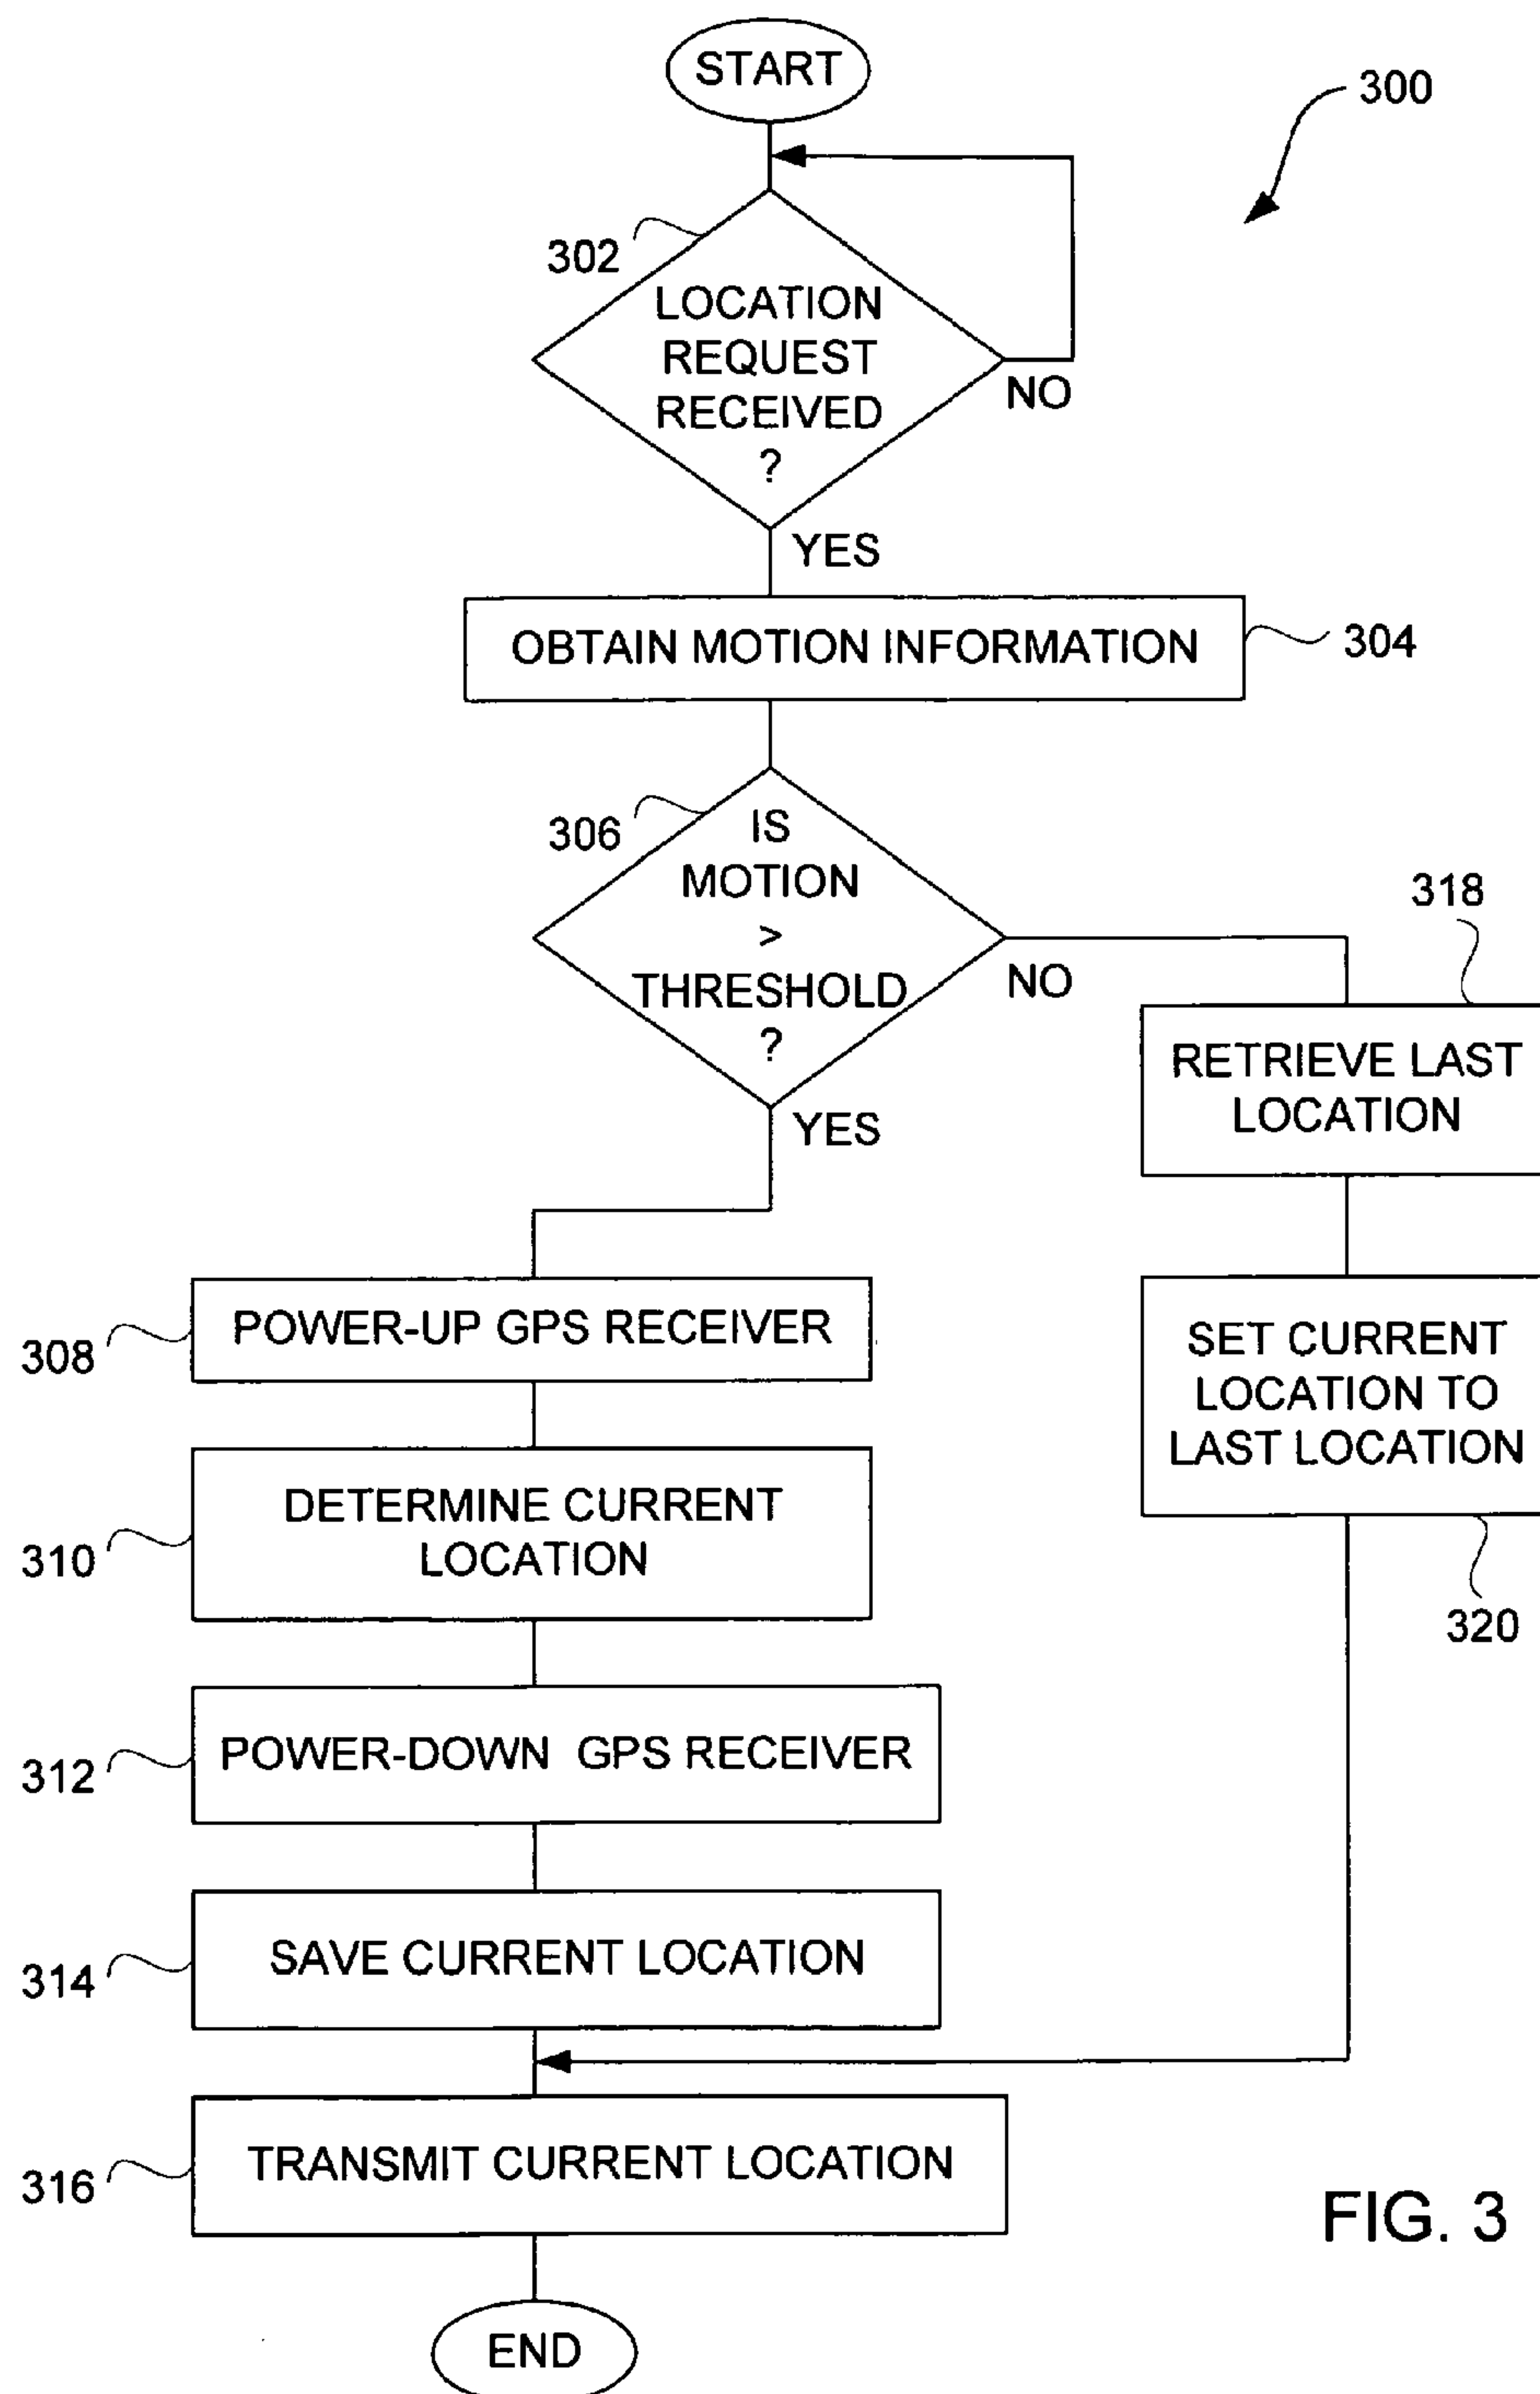 START
300
302
LOCATION
REQUEST
RECEIVED
?
NO
YES
OBTAIN MOTION INFORMATION
304
306
IS
MOTION
>
THRESHOLD
?
NO
YES
318
RETRIEVE LAST
LOCATION
308
POWER-UP GPS RECEIVER
SET CURRENT
LOCATION TO
LAST LOCATION
320
310
DETERMINE CURRENT
LOCATION
312
POWER-DOWN GPS RECEIVER
314
SAVE CURRENT LOCATION
316
TRANSMIT CURRENT LOCATION
FIG. 3
END